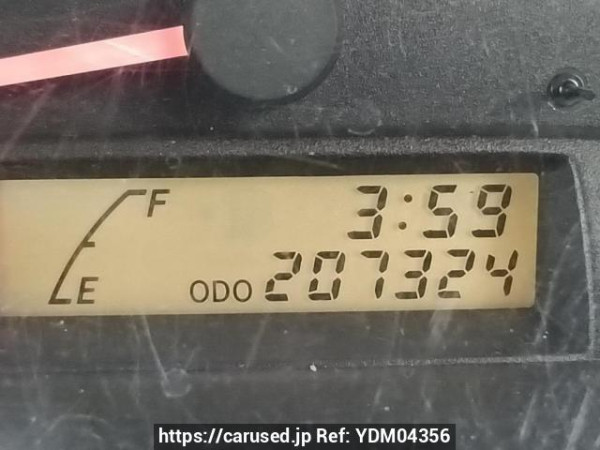 F
3:59
E
ODO 207324
https://carused.jp Ref: YDM04356